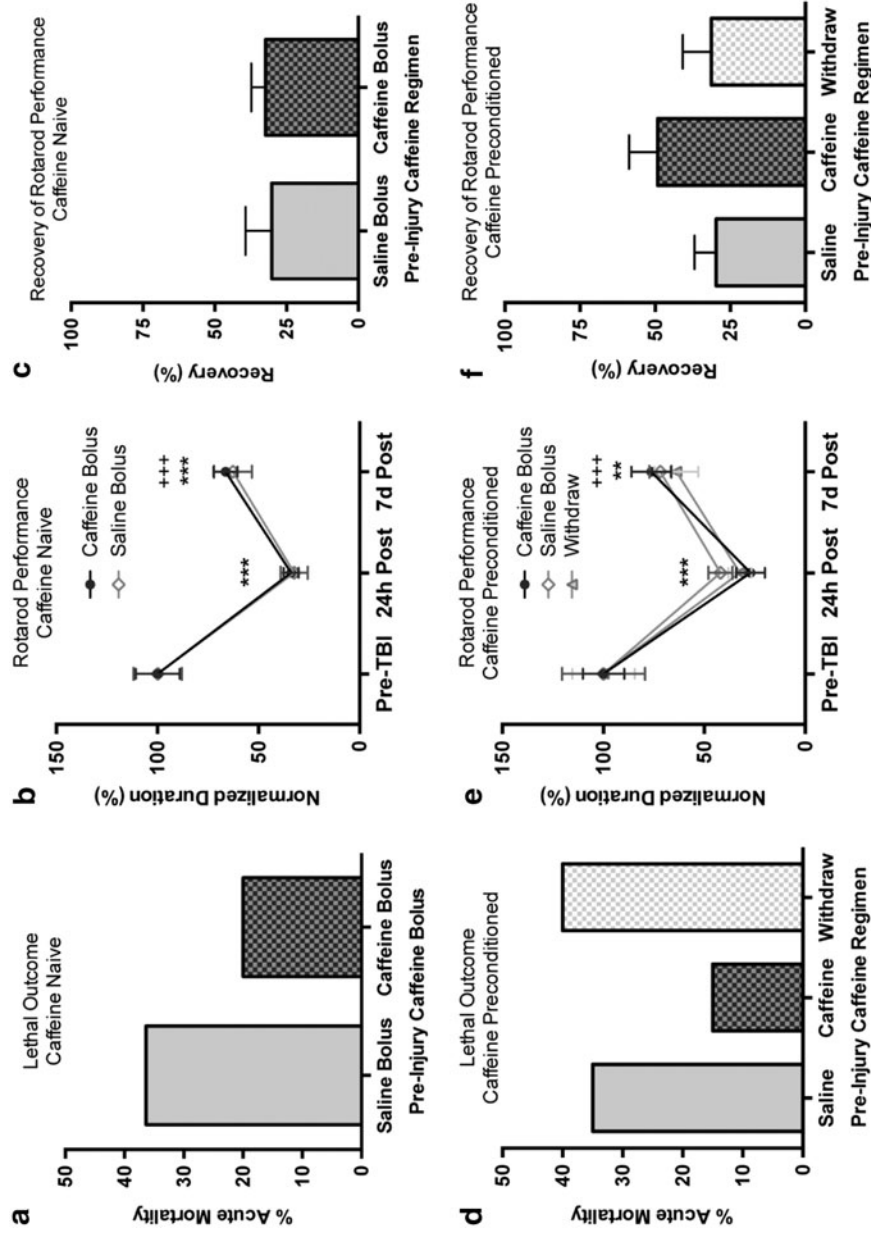 a
Lethal Outcome
Caffeine Naive
% Acute Mortality
50
40
30
20
10
0
Saline Bolus Caffeine Bolus
Pre-Injury Caffeine Bolus
b
Rotarod Performance
Caffeine Naive
Normalized Duration (%)
150
100
50
0
Caffeine Bolus
Saline Bolus
***
+++
***
Pre-TBI 24h Post 7d Post
c
Recovery of Rotarod Performance
Caffeine Naive
Recovery (%)
100
75
50
25
0
Saline Bolus Caffeine Bolus
Pre-Injury Caffeine Regimen
d
Lethal Outcome
Caffeine Preconditioned
% Acute Mortality
50
40
30
20
10
0
Saline Caffeine Withdraw
Pre-Injury Caffeine Regimen
e
Rotarod Performance
Caffeine Preconditioned
Normalized Duration (%)
150
100
50
0
Caffeine Bolus
Saline Bolus
Withdraw
***
+++
**
Pre-TBI 24h Post 7d Post
f
Recovery of Rotarod Performance
Caffeine Preconditioned
Recovery (%)
100
75
50
25
0
Saline Caffeine Withdraw
Pre-Injury Caffeine Regimen